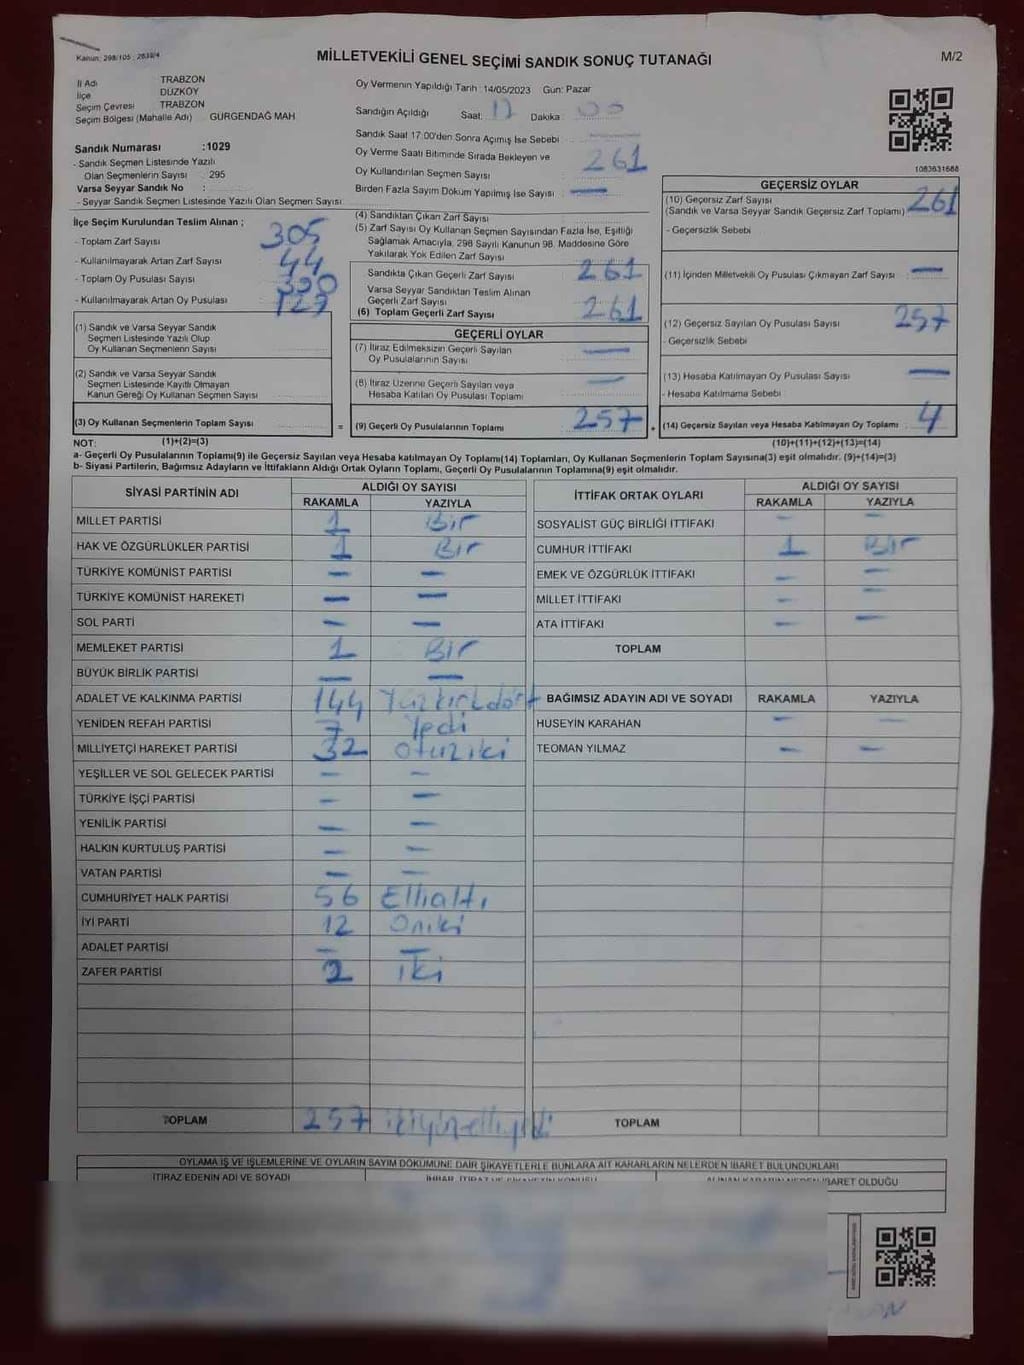 Kanun: 298/105 : 2839/4
MİLLETVEKİLİ GENEL SEÇİMİ SANDIK SONUÇ TUTANAĞI
M/2
İl Adı TRABZON
İlçe DÜZKÖY
Seçim Çevresi TRABZON
Seçim Bölgesi (Mahalle Adı) GÜRGENDAĞ MAH
Sandık Numarası :1029
- Sandık Seçmen Listesinde Yazılı
Olan Seçmenlerin Sayısı : 295
Varsa Seyyar Sandık No :
- Seyyar Sandık Seçmen Listesinde Yazılı Olan Seçmen Sayısı
Oy Vermenin Yapıldığı Tarih : 14/05/2023 Gün: Pazar
Sandığın Açıldığı Saat: 17 Dakika : 00
Sandık Saat 17:00'den Sonra Açımış İse Sebebi
Oy Verme Saati Bitiminde Sırada Bekleyen ve
Oy Kullandırılan Seçmen Sayısı 261
Birden Fazla Sayım Döküm Yapılmış İse Sayısı —
1083631668
İlçe Seçim Kurulundan Teslim Alınan ;
- Toplam Zarf Sayısı 305
- Kullanılmayarak Artan Zarf Sayısı 44
- Toplam Oy Pusulası Sayısı
- Kullanılmayarak Artan Oy Pusulası
(1) Sandık ve Varsa Seyyar Sandık
Seçmen Listesinde Yazılı Olup
Oy Kullanan Seçmenlerin Sayısı
(2) Sandık ve Varsa Seyyar Sandık
Seçmen Listesinde Kayıtlı Olmayan
Kanun Gereği Oy Kullanan Seçmen Sayısı
(3) Oy Kullanan Seçmenlerin Toplam Sayısı
(4) Sandıktan Çıkan Zarf Sayısı
(5) Zarf Sayısı Oy Kullanan Seçmen Sayısından Fazla İse, Eşitliği
Sağlamak Amacıyla, 298 Sayılı Kanunun 98. Maddesine Göre
Yakılarak Yok Edilen Zarf Sayısı
Sandıkta Çıkan Geçerli Zarf Sayısı 261
Varsa Seyyar Sandıktan Teslim Alınan
Geçerli Zarf Sayısı
(6) Toplam Geçerli Zarf Sayısı 261
GEÇERLİ OYLAR
(7) İtiraz Edilmeksizin Geçerli Sayılan
Oy Pusulalarının Sayısı —
(8) İtiraz Üzerine Geçerli Sayılan veya
Hesaba Katılan Oy Pusulaları Toplamı —
= (9) Geçerli Oy Pusulalarının Toplamı 257
GEÇERSİZ OYLAR
(10) Geçersiz Zarf Sayısı
(Sandık ve Varsa Seyyar Sandık Geçersiz Zarf Toplamı) 261
- Geçersizlik Sebebi
(11) İçinden Milletvekili Oy Pusulası Çıkmayan Zarf Sayısı : —
(12) Geçersiz Sayılan Oy Pusulası Sayısı 257
- Geçersizlik Sebebi
(13) Hesaba Katılmayan Oy Pusulası Sayısı —
- Hesaba Katılmama Sebebi
+ (14) Geçersiz Sayılan veya Hesaba Katılmayan Oy Toplamı : 4
NOT: (1)+(2)=(3) (10)+(11)+(12)+(13)=(14)
a- Geçerli Oy Pusulalarının Toplamı(9) ile Geçersiz Sayılan veya Hesaba katılmayan Oy Toplamı(14) Toplamları, Oy Kullanan Seçmenlerin Toplam Sayısına(3) eşit olmalıdır. (9)+(14)=(3)
b- Siyasi Partilerin, Bağımsız Adayların ve İttifakların Aldığı Ortak Oyların Toplamı, Geçerli Oy Pusulalarının Toplamına(9) eşit olmalıdır.
SİYASİ PARTİNİN ADI ALDIĞI OY SAYISI
RAKAMLA YAZIYLA
MİLLET PARTİSİ 1 Bir
HAK VE ÖZGÜRLÜKLER PARTİSİ 1 Bir
TÜRKİYE KOMÜNİST PARTİSİ — —
TÜRKİYE KOMÜNİST HAREKETİ — —
SOL PARTİ — —
MEMLEKET PARTİSİ 1 Bir
BÜYÜK BİRLİK PARTİSİ — —
ADALET VE KALKINMA PARTİSİ 144 Yüzkırkdört
YENİDEN REFAH PARTİSİ 7 Yedi
MİLLİYETÇİ HAREKET PARTİSİ 32 otuziki
YEŞİLLER VE SOL GELECEK PARTİSİ — —
TÜRKİYE İŞÇİ PARTİSİ — —
YENİLİK PARTİSİ — —
HALKIN KURTULUŞ PARTİSİ — —
VATAN PARTİSİ — —
CUMHURİYET HALK PARTİSİ 56 Elliałtı
İYİ PARTİ 12 Oniki
ADALET PARTİSİ — —
ZAFER PARTİSİ 2 iki
TOPLAM 257 ikiyüzelliyedi
İTTİFAK ORTAK OYLARI ALDIĞI OY SAYISI
RAKAMLA YAZIYLA
SOSYALİST GÜÇ BİRLİĞİ İTTİFAKI — —
CUMHUR İTTİFAKI 1 Bir
EMEK VE ÖZGÜRLÜK İTTİFAKI — —
MİLLET İTTİFAKI — —
ATA İTTİFAKI — —
TOPLAM
BAĞIMSIZ ADAYIN ADI VE SOYADI RAKAMLA YAZIYLA
HÜSEYİN KARAHAN — —
TEOMAN YILMAZ — —
TOPLAM
OYLAMA İŞ VE İŞLEMLERİNE VE OYLARIN SAYIM DÖKÜMÜNE DAİR ŞİKAYETLERLE BUNLARA AİT KARARLARIN NELERDEN İBARET BULUNDUKLARI
İTİRAZ EDENİN ADI VE SOYADI
İBARET OLDUĞU